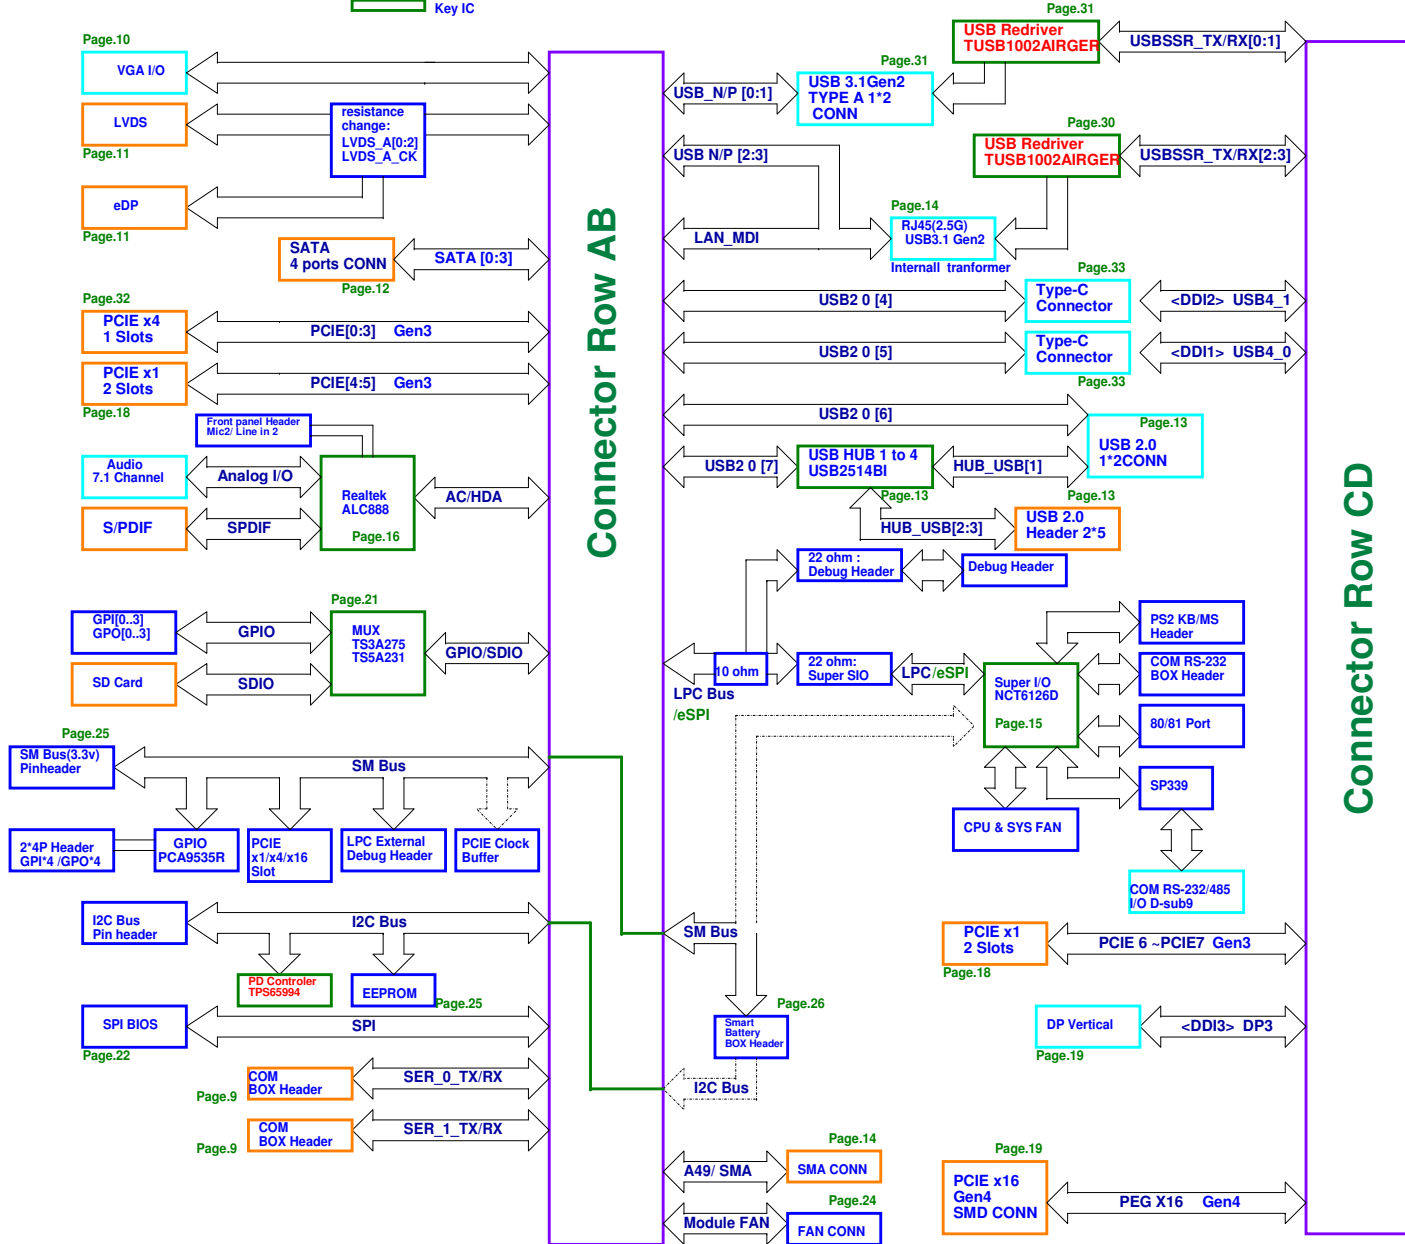 Key IC
Page.10
VGA I/O
LVDS
Page.11
resistance
change:
LVDS_A[0:2]
LVDS_A_CK
eDP
Page.11
SATA
4 ports CONN
Page.12
SATA [0:3]
Page.32
PCIE x4
1 Slots
PCIE[0:3] Gen3
PCIE x1
2 Slots
Page.18
PCIE[4:5] Gen3
Front panel Header
Mic2/ Line in 2
Audio
7.1 Channel
Analog I/O
S/PDIF
SPDIF
Realtek
ALC888
Page.16
AC/HDA
Page.21
GPI[0..3]
GPO[0..3]
GPIO
SD Card
SDIO
MUX
TS3A275
TS5A231
GPIO/SDIO
Page.25
SM Bus(3.3v)
Pinheader
SM Bus
2*4P Header
GPI*4 /GPO*4
GPIO
PCA9535R
PCIE
x1/x4/x16
Slot
LPC External
Debug Header
PCIE Clock
Buffer
I2C Bus
Pin header
I2C Bus
PD Controler
TPS65994
EEPROM
Page.25
SPI BIOS
Page.22
SPI
COM
BOX Header
Page.9
SER_0_TX/RX
COM
BOX Header
Page.9
SER_1_TX/RX
Connector Row AB
Page.31
USB Redriver
TUSB1002AIRGER
USBSSR_TX/RX[0:1]
Page.31
USB_N/P [0:1]
USB 3.1Gen2
TYPE A 1*2
CONN
Page.30
USB Redriver
TUSB1002AIRGER
USBSSR_TX/RX[2:3]
USB N/P [2:3]
Page.14
RJ45(2.5G)
USB3.1 Gen2
Internall tranformer
LAN_MDI
Page.33
USB2 0 [4]
Type-C
Connector
<DDI2> USB4_1
USB2 0 [5]
Type-C
Connector
Page.33
<DDI1> USB4_0
USB2 0 [6]
Page.13
USB 2.0
1*2CONN
USB2 0 [7]
USB HUB 1 to 4
USB2514BI
Page.13
HUB_USB[1]
HUB_USB[2:3]
Page.13
USB 2.0
Header 2*5
22 ohm :
Debug Header
Debug Header
10 ohm
LPC Bus
/eSPI
22 ohm:
Super SIO
LPC/eSPI
Super I/O
NCT6126D
Page.15
PS2 KB/MS
Header
COM RS-232
BOX Header
80/81 Port
SP339
CPU & SYS FAN
COM RS-232/485
I/O D-sub9
SM Bus
PCIE x1
2 Slots
Page.18
PCIE 6 ~PCIE7 Gen3
Page.26
Smart
Battery
BOX Header
I2C Bus
DP Vertical
Page.19
<DDI3> DP3
Page.14
A49/ SMA
SMA CONN
Page.24
Module FAN
FAN CONN
Page.19
PCIE x16
Gen4
SMD CONN
PEG X16 Gen4
Connector Row CD